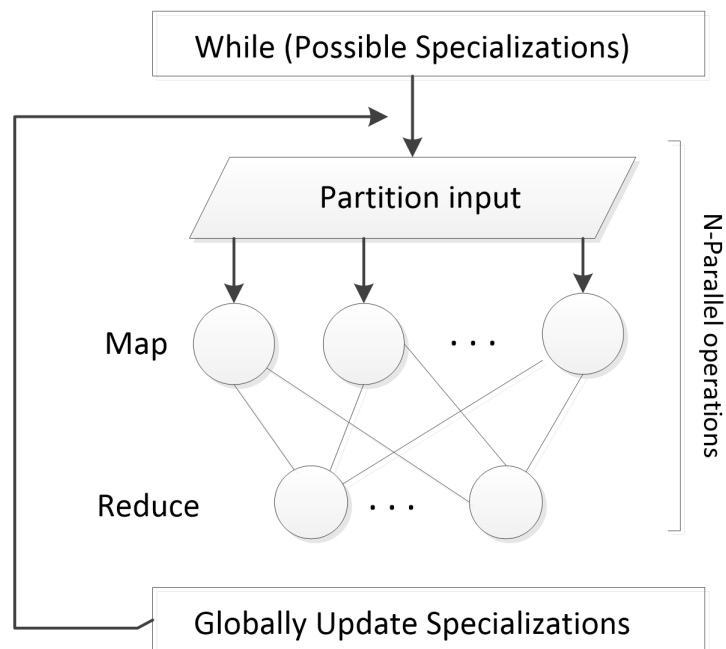 While (Possible Specializations)
Partition input
N-Parallel operations
Map
. . .
Reduce
. . .
Globally Update Specializations